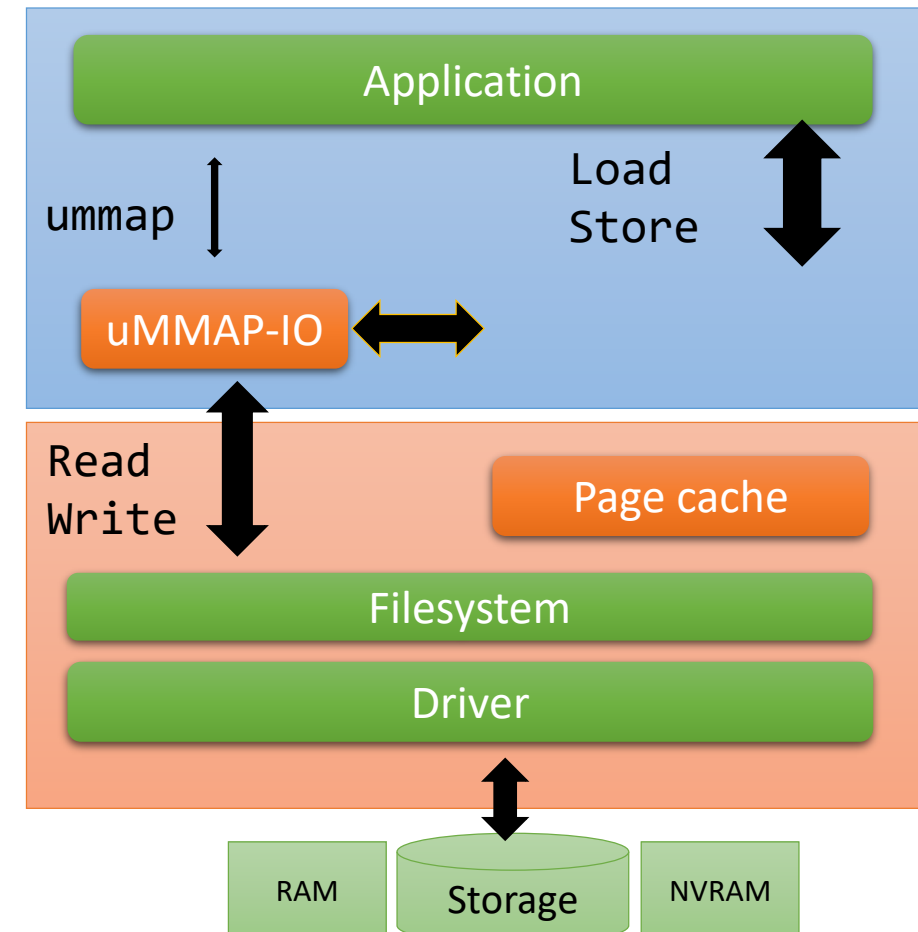 Application
Load
Store
ummap
uMMAP-IO
Read
Write
Page cache
Filesystem
Driver
RAM
Storage
NVRAM